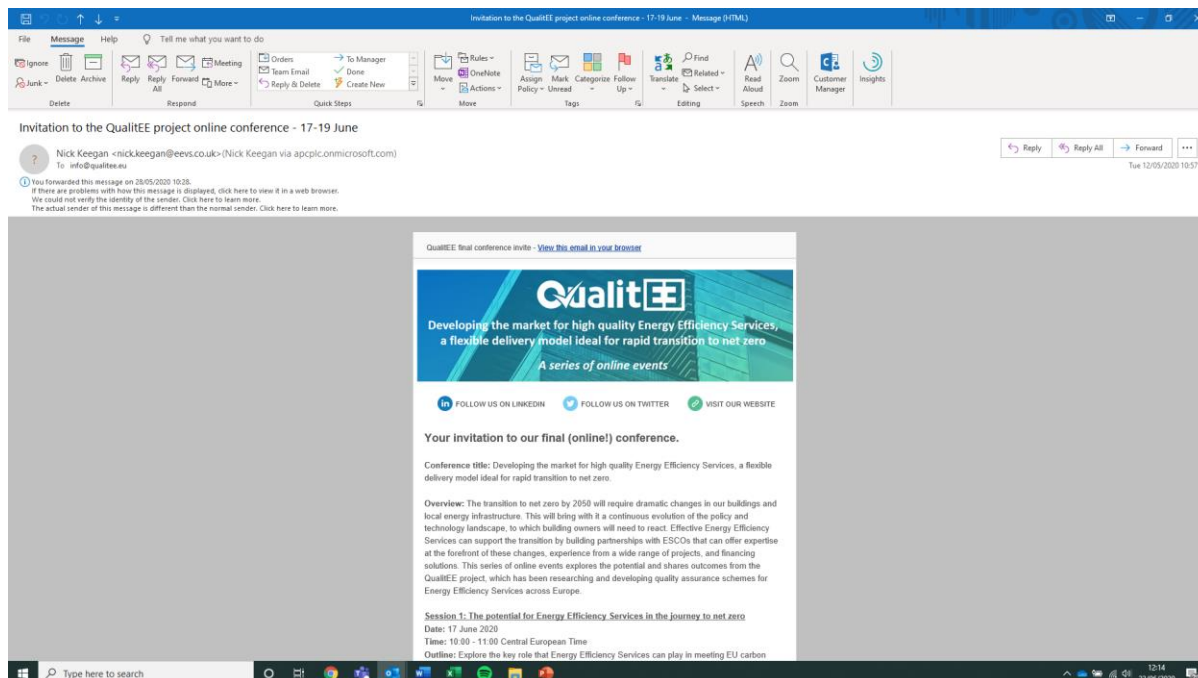 Invitation to the QualitEE project online conference - 17-19 June - Message (HTML)
File Message Help Tell me what you want to do
Ignore
Junk
Delete Archive
Delete
Reply Reply All Forward
Meeting
More
Respond
Orders To Manager
Team Email Done
Reply & Delete Create New
Quick Steps
Move
Rules
OneNote
Actions
Move
Assign Policy Mark Unread Categorize Follow Up
Tags
Translate
Find
Related
Select
Editing
Read Aloud
Speech
Zoom
Zoom
Customer Manager
Insights
Invitation to the QualitEE project online conference - 17-19 June
?
Nick Keegan <nick.keegan@eevs.co.uk>(Nick Keegan via apcplc.onmicrosoft.com)
To info@qualitee.eu
Reply Reply All Forward ...
Tue 12/05/2020 10:57
You forwarded this message on 28/05/2020 10:28.
If there are problems with how this message is displayed, click here to view it in a web browser.
We could not verify the identity of the sender. Click here to learn more.
The actual sender of this message is different than the normal sender. Click here to learn more.
QualitEE final conference invite - View this email in your browser
QualitEE
Developing the market for high quality Energy Efficiency Services,
a flexible delivery model ideal for rapid transition to net zero
A series of online events
in FOLLOW US ON LINKEDIN FOLLOW US ON TWITTER VISIT OUR WEBSITE
Your invitation to our final (online!) conference.
Conference title: Developing the market for high quality Energy Efficiency Services, a flexible
delivery model ideal for rapid transition to net zero.
Overview: The transition to net zero by 2050 will require dramatic changes in our buildings and
local energy infrastructure. This will bring with it a continuous evolution of the policy and
technology landscape, to which building owners will need to react. Effective Energy Efficiency
Services can support the transition by building partnerships with ESCOs that can offer expertise
at the forefront of these changes, experience from a wide range of projects, and financing
solutions. This series of online events explores the potential and shares outcomes from the
QualitEE project, which has been researching and developing quality assurance schemes for
Energy Efficiency Services across Europe.
Session 1: The potential for Energy Efficiency Services in the journey to net zero
Date: 17 June 2020
Time: 10:00 - 11:00 Central European Time
Outline: Explore the key role that Energy Efficiency Services can play in meeting EU carbon
Type here to search
12:14